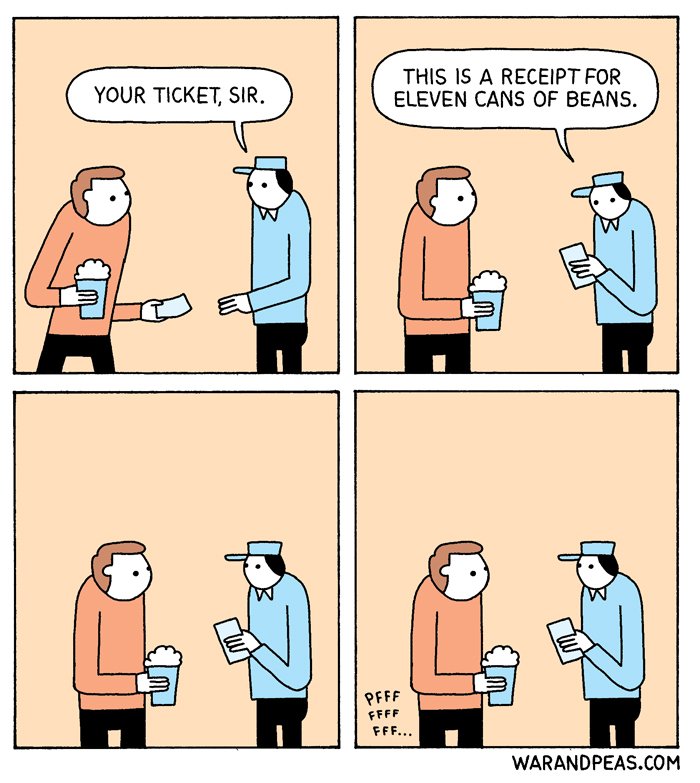 YOUR TICKET, SIR.
THIS IS A RECEIPT FOR
ELEVEN CANS OF BEANS.
PFFF
FFFF
FFF...
WARANDPEAS.COM